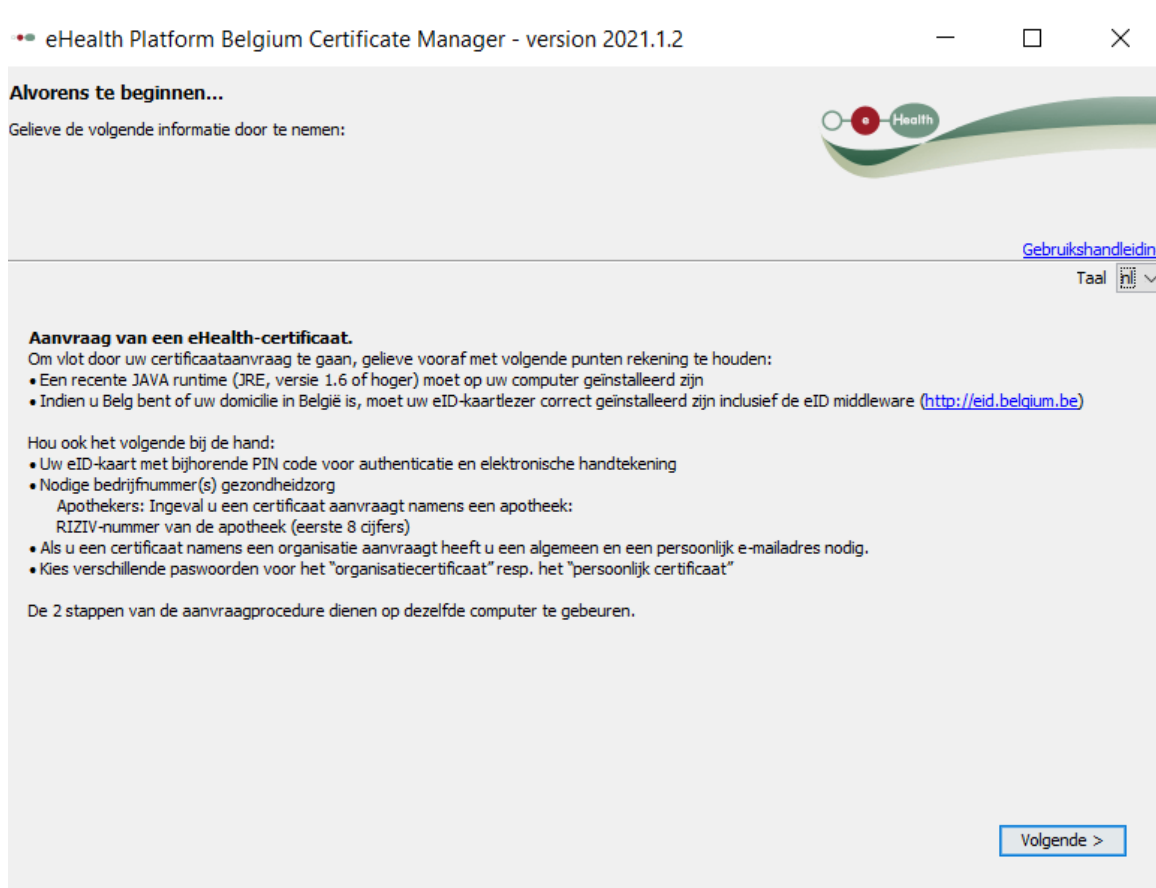 eHealth Platform Belgium Certificate Manager - version 2021.1.2
Alvorens te beginnen...
Gelieve de volgende informatie door te nemen:
e Health
Gebruikshandleidin
Taal nl
Aanvraag van een eHealth-certificaat.
Om vlot door uw certificaataanvraag te gaan, gelieve vooraf met volgende punten rekening te houden:
• Een recente JAVA runtime (JRE, versie 1.6 of hoger) moet op uw computer geïnstalleerd zijn
• Indien u Belg bent of uw domicilie in België is, moet uw eID-kaartlezer correct geïnstalleerd zijn inclusief de eID middleware (http://eid.belgium.be)
Hou ook het volgende bij de hand:
• Uw eID-kaart met bijhorende PIN code voor authenticatie en elektronische handtekening
• Nodige bedrijfnummer(s) gezondheidzorg
Apothekers: Ingeval u een certificaat aanvraagt namens een apotheek:
RIZIV-nummer van de apotheek (eerste 8 cijfers)
• Als u een certificaat namens een organisatie aanvraagt heeft u een algemeen en een persoonlijk e-mailadres nodig.
• Kies verschillende paswoorden voor het "organisatiecertificaat" resp. het "persoonlijk certificaat"
De 2 stappen van de aanvraagprocedure dienen op dezelfde computer te gebeuren.
Volgende >